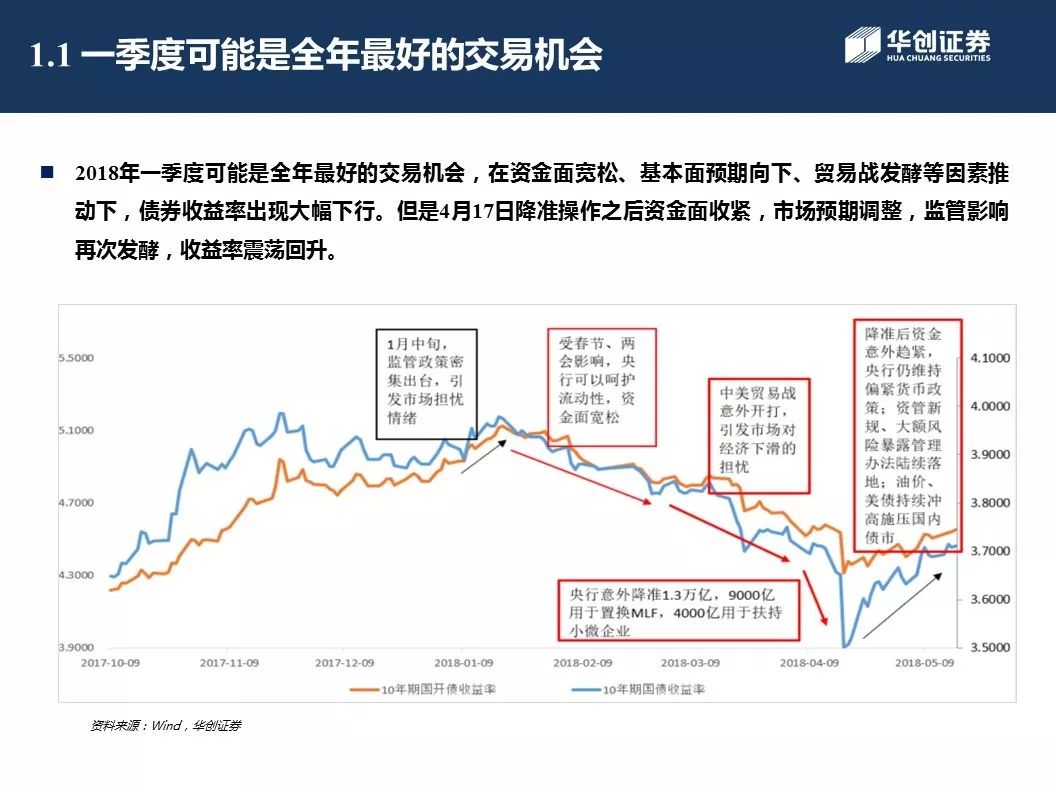 1.1 一季度可能是全年最好的交易机会
华创证券
HUA CHUANG SECURITIES
2018年一季度可能是全年最好的交易机会，在资金面宽松、基本面预期向下、贸易战发酵等因素推
动下，债券收益率出现大幅下行。但是4月17日降准操作之后资金面收紧，市场预期调整，监管影响
再次发酵，收益率震荡回升。
1月中旬，
监管政策密
集出台，引
发市场担忧
情绪
受春节、两
会影响，央
行可以呵护
流动性，资
金面宽松
中美贸易战
意外开打，
引发市场对
经济下滑的
担忧
降准后资金
意外趋紧，
央行仍维持
偏紧货币政
策；资管新
规、大额风
险暴露管理
办法陆续落
地；油价、
美债持续冲
高施压国内
债市
央行意外降准1.3万亿，9000亿
用于置换MLF，4000亿用于扶持
小微企业
5.5000
5.1000
4.7000
4.3000
3.9000
4.1000
4.0000
3.9000
3.8000
3.7000
3.6000
3.5000
2017-10-09 2017-11-09 2017-12-09 2018-01-09 2018-02-09 2018-03-09 2018-04-09 2018-05-09
10年期国开债收益率 10年期国债收益率
资料来源：Wind，华创证券